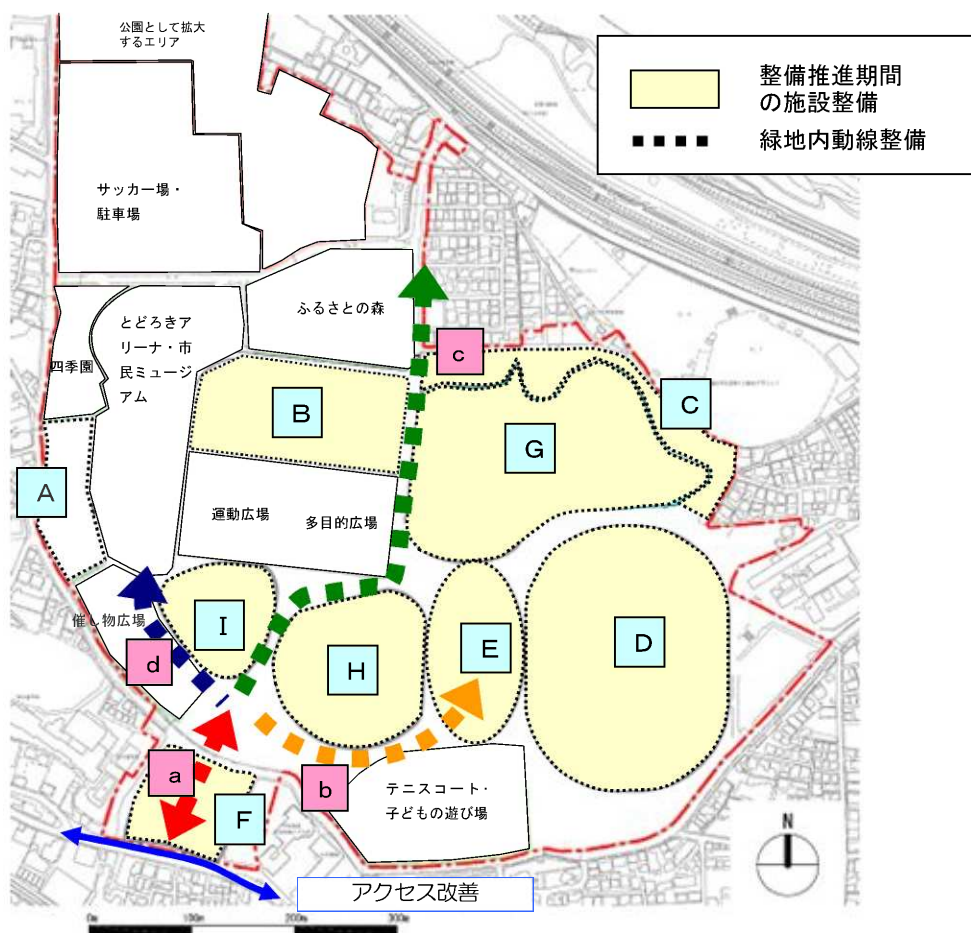 公園として拡大
するエリア
整備推進期間
の施設整備
緑地内動線整備
サッカー場・
駐車場
ふるさとの森
とどろきア
リーナ・市
民ミュージ
アム
四季園
c
C
B
G
A
運動広場
多目的広場
催し物広場
I
D
E
H
d
a
b
F
テニスコート・
子どもの遊び場
N
アクセス改善
0m 100m 200m 300m